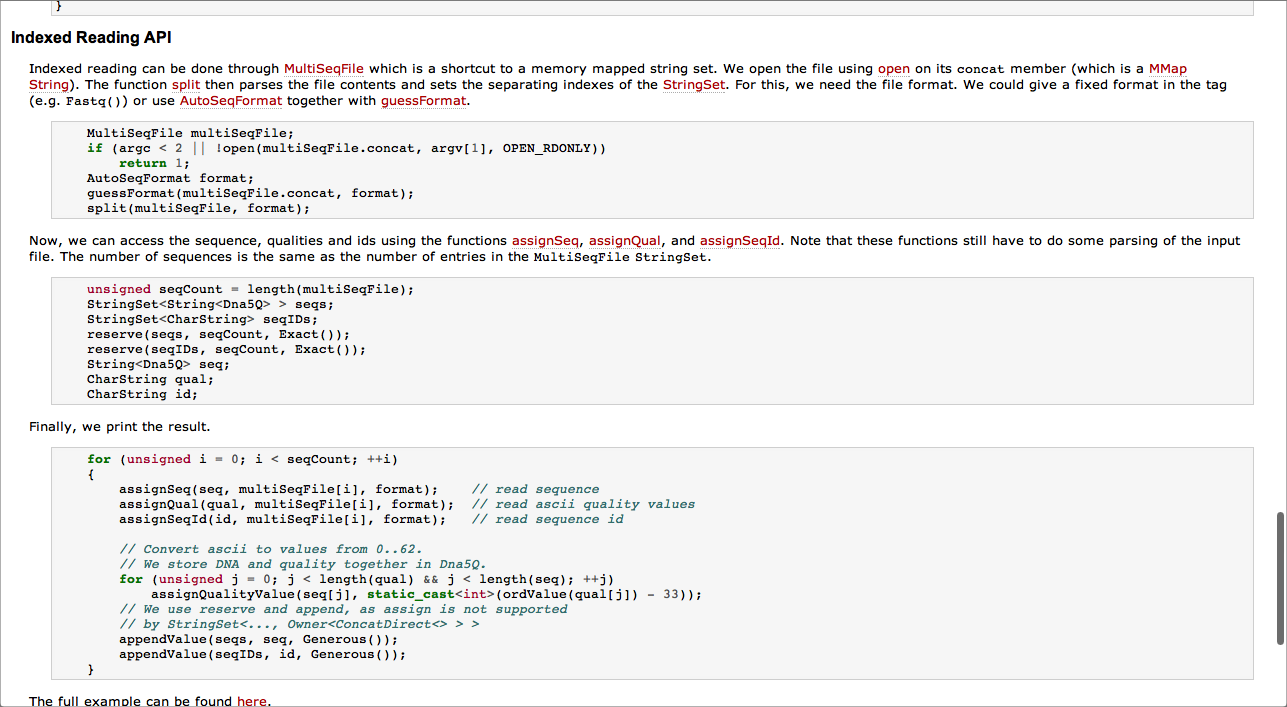 }
Indexed Reading API
Indexed reading can be done through MultiSeqFile which is a shortcut to a memory mapped string set. We open the file using open on its concat member (which is a MMap
String). The function split then parses the file contents and sets the separating indexes of the StringSet. For this, we need the file format. We could give a fixed format in the tag
(e.g. Fastq()) or use AutoSeqFormat together with guessFormat.
MultiSeqFile multiSeqFile;
if (argc < 2 || !open(multiSeqFile.concat, argv[1], OPEN_RDONLY))
    return 1;
AutoSeqFormat format;
guessFormat(multiSeqFile.concat, format);
split(multiSeqFile, format);
Now, we can access the sequence, qualities and ids using the functions assignSeq, assignQual, and assignSeqId. Note that these functions still have to do some parsing of the input
file. The number of sequences is the same as the number of entries in the MultiSeqFile StringSet.
unsigned seqCount = length(multiSeqFile);
StringSet<String<Dna5Q> > seqs;
StringSet<CharString> seqIDs;
reserve(seqs, seqCount, Exact());
reserve(seqIDs, seqCount, Exact());
String<Dna5Q> seq;
CharString qual;
CharString id;
Finally, we print the result.
for (unsigned i = 0; i < seqCount; ++i)
{
    assignSeq(seq, multiSeqFile[i], format);    // read sequence
    assignQual(qual, multiSeqFile[i], format);  // read ascii quality values
    assignSeqId(id, multiSeqFile[i], format);   // read sequence id
    // Convert ascii to values from 0..62.
    // We store DNA and quality together in Dna5Q.
    for (unsigned j = 0; j < length(qual) && j < length(seq); ++j)
        assignQualityValue(seq[j], static_cast<int>(ordValue(qual[j]) - 33));
    // We use reserve and append, as assign is not supported
    // by StringSet<..., Owner<ConcatDirect<> > >
    appendValue(seqs, seq, Generous());
    appendValue(seqIDs, id, Generous());
}
The full example can be found here.